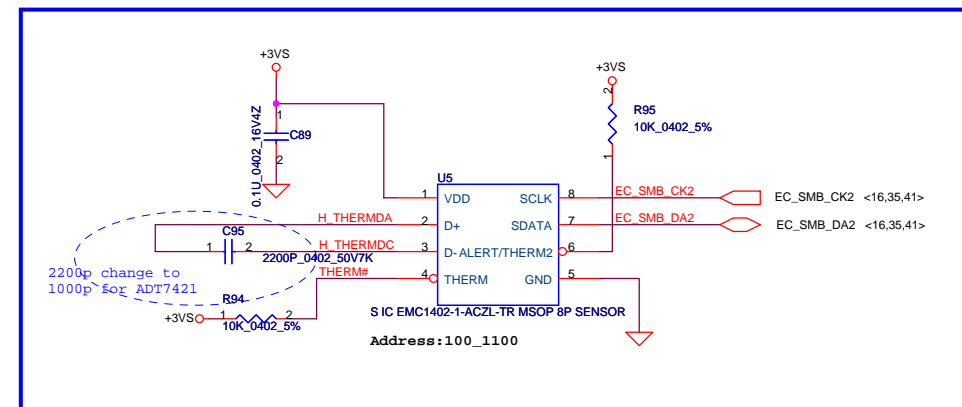 +3VS
+3VS
1
2
0.1U_0402_16V4Z
C89
2
1
R95
10K_0402_5%
U5
1 VDD
SCLK 8
EC_SMB_CK2
EC_SMB_CK2 <16,35,41>
H_THERMDA
2 D+
SDATA 7
EC_SMB_DA2
EC_SMB_DA2 <16,35,41>
C95
1 2
H_THERMDC
3 D-
ALERT/THERM2 6
2200P_0402_50V7K
THERM#
4 THERM
GND 5
2200p change to
1000p for ADT7421
R94
+3VS
1 2
10K_0402_5%
S IC EMC1402-1-ACZL-TR MSOP 8P SENSOR
Address:100_1100